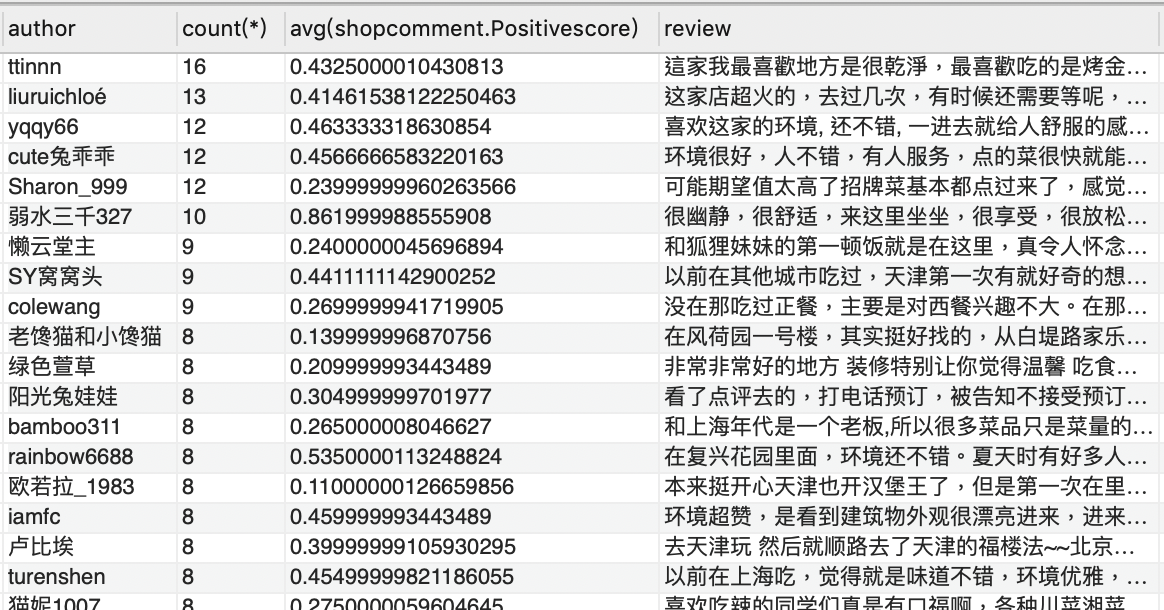 author count(*) avg(shopcomment.Positivescore) review
ttinnn 16 0.4325000010430813 這家我最喜歡地方是很乾淨，最喜歡吃的是烤金…
liuruichloé 13 0.41461538122250463 这家店超火的，去过几次，有时候还需要等呢，…
yqqy66 12 0.463333318630854 喜欢这家的环境, 还不错, 一进去就给人舒服的感…
cute兔乖乖 12 0.4566666583220163 环境很好，人不错，有人服务，点的菜很快就能…
Sharon_999 12 0.23999999960263566 可能期望值太高了招牌菜基本都点过来了，感觉…
弱水三千327 10 0.861999988555908 很幽静，很舒适，来这里坐坐，很享受，很放松…
懒云堂主 9 0.2400000045696894 和狐狸妹妹的第一顿饭就是在这里，真令人怀念…
SY窝窝头 9 0.4411111142900252 以前在其他城市吃过，天津第一次有就好奇的想…
colewang 9 0.2699999941719905 没在那吃过正餐，主要是对西餐兴趣不大。在那…
老馋猫和小馋猫 8 0.139999996870756 在风荷园一号楼，其实挺好找的，从白堤路家乐…
绿色萱草 8 0.209999993443489 非常非常好的地方 装修特别让你觉得温馨 吃食…
阳光兔娃娃 8 0.304999999701977 看了点评去的，打电话预订，被告知不接受预订…
bamboo311 8 0.265000008046627 和上海年代是一个老板,所以很多菜品只是菜量的…
rainbow6688 8 0.5350000113248824 在复兴花园里面，环境还不错。夏天时有好多人…
欧若拉_1983 8 0.11000000126659856 本来挺开心天津也开汉堡王了，但是第一次在里…
iamfc 8 0.459999993443489 环境超赞，是看到建筑物外观很漂亮进来，进来…
卢比埃 8 0.39999999105930295 去天津玩 然后就顺路去了天津的福楼法~~北京…
turenshen 8 0.45499999821186055 以前在上海吃，觉得就是味道不错，环境优雅，…
猫妮1007 8 0.2750000059604645 喜欢吃辣的同学们真是有口福啊，各种川菜湘菜…